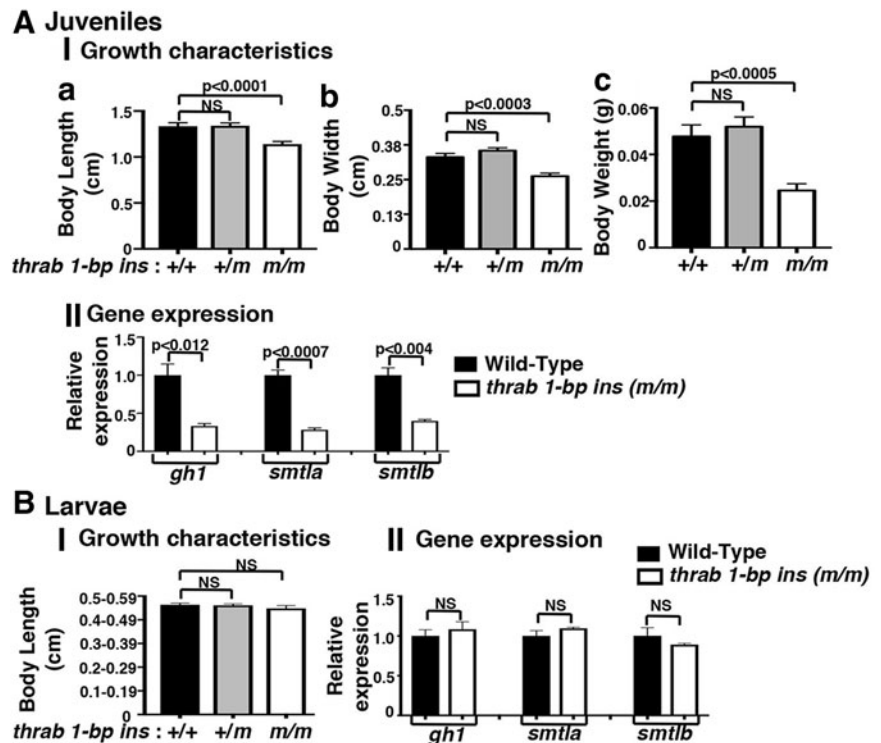 A Juveniles
I Growth characteristics
a
p<0.0001
NS
Body Length
(cm)
1.5
1.0
0.5
0
thrab 1-bp ins : +/+ +/m m/m
b
p<0.0003
NS
Body Width
(cm)
0.5
0.38
0.25
0.13
0
+/+ +/m m/m
c
p<0.0005
NS
Body Weight (g)
0.06
0.04
0.02
0
+/+ +/m m/m
II Gene expression
Relative
expression
1.5
1.0
0.5
0
p<0.012
p<0.0007
p<0.004
gh1 smtla smtlb
Wild-Type
thrab 1-bp ins (m/m)
B Larvae
I Growth characteristics
NS
NS
Body Length
(cm)
0.5-0.59
0.4-0.49
0.3-0.39
0.2-0.29
0.1-0.19
0
thrab 1-bp ins : +/+ +/m m/m
II Gene expression
Wild-Type
thrab 1-bp ins (m/m)
Relative
expression
1.5
1.0
0.5
0
NS
NS
NS
gh1 smtla smtlb